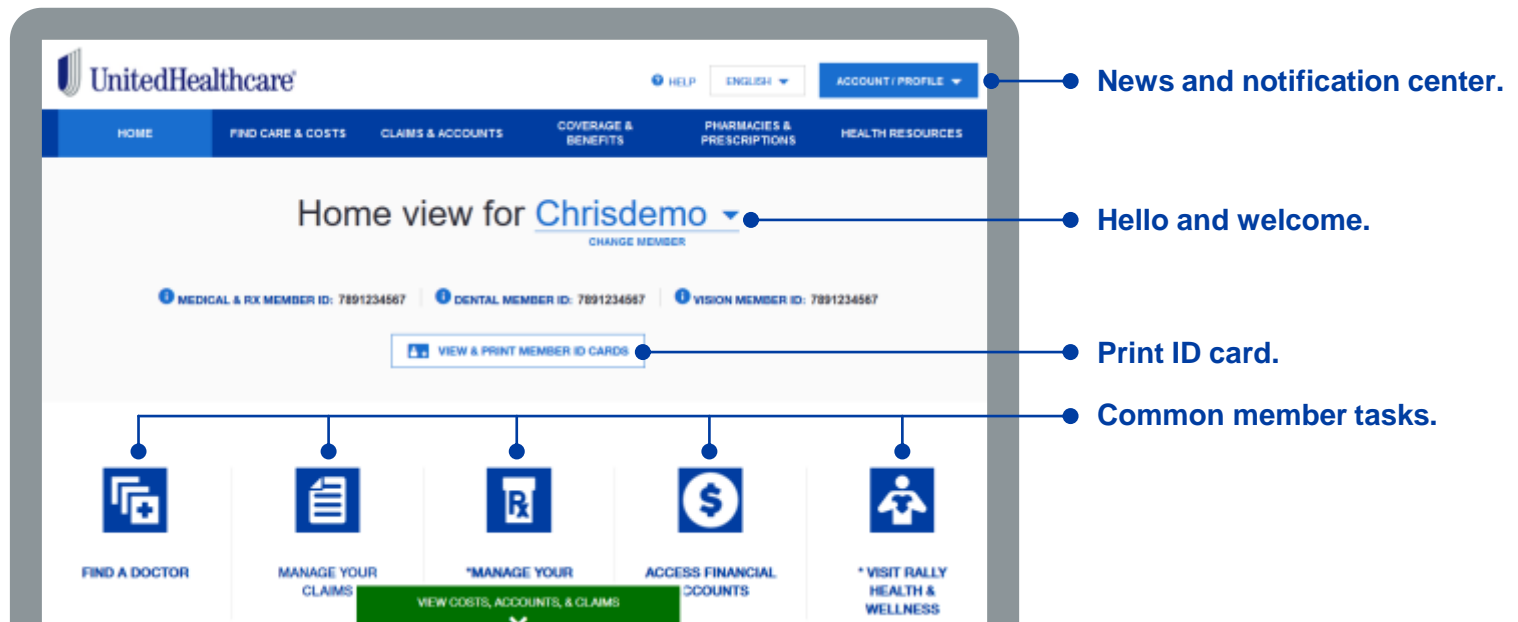 UnitedHealthcare®
HELP ENGLISH ACCOUNT / PROFILE
News and notification center.
HOME FIND CARE & COSTS CLAIMS & ACCOUNTS COVERAGE & BENEFITS PHARMACIES & PRESCRIPTIONS HEALTH RESOURCES
Home view for Chrisdemo
CHANGE MEMBER
Hello and welcome.
MEDICAL & RX MEMBER ID: 7891234567 DENTAL MEMBER ID: 7891234567 VISION MEMBER ID: 7891234567
VIEW & PRINT MEMBER ID CARDS
Print ID card.
Common member tasks.
Rx
$
FIND A DOCTOR
MANAGE YOUR
CLAIMS
*MANAGE YOUR
ACCESS FINANCIAL
CCOUNTS
* VISIT RALLY
HEALTH &
WELLNESS
VIEW COSTS, ACCOUNTS, & CLAIMS